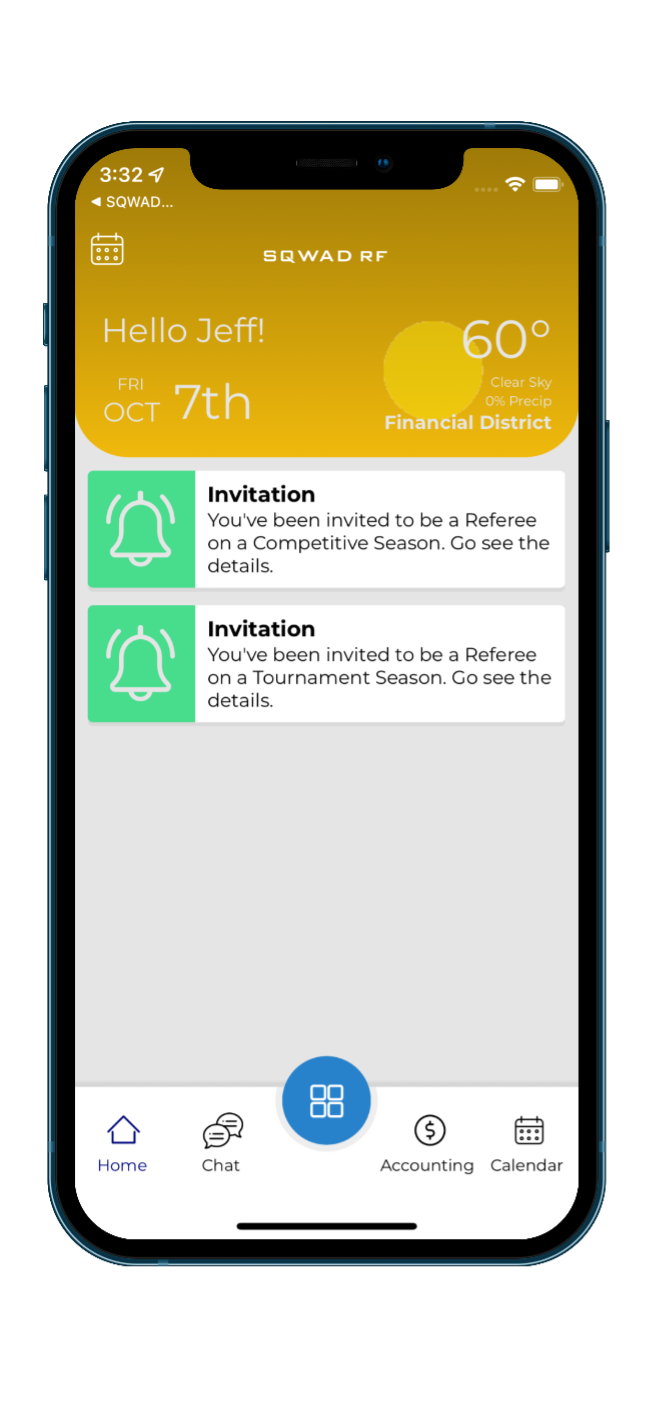 3:32
◀ SQWAD...
SQWAD RF
Hello Jeff!
60°
FRI
OCT 7th
Clear Sky
0% Precip
Financial District
Invitation
You've been invited to be a Referee
on a Competitive Season. Go see the
details.
Invitation
You've been invited to be a Referee
on a Tournament Season. Go see the
details.
$
Home
Chat
Accounting
Calendar